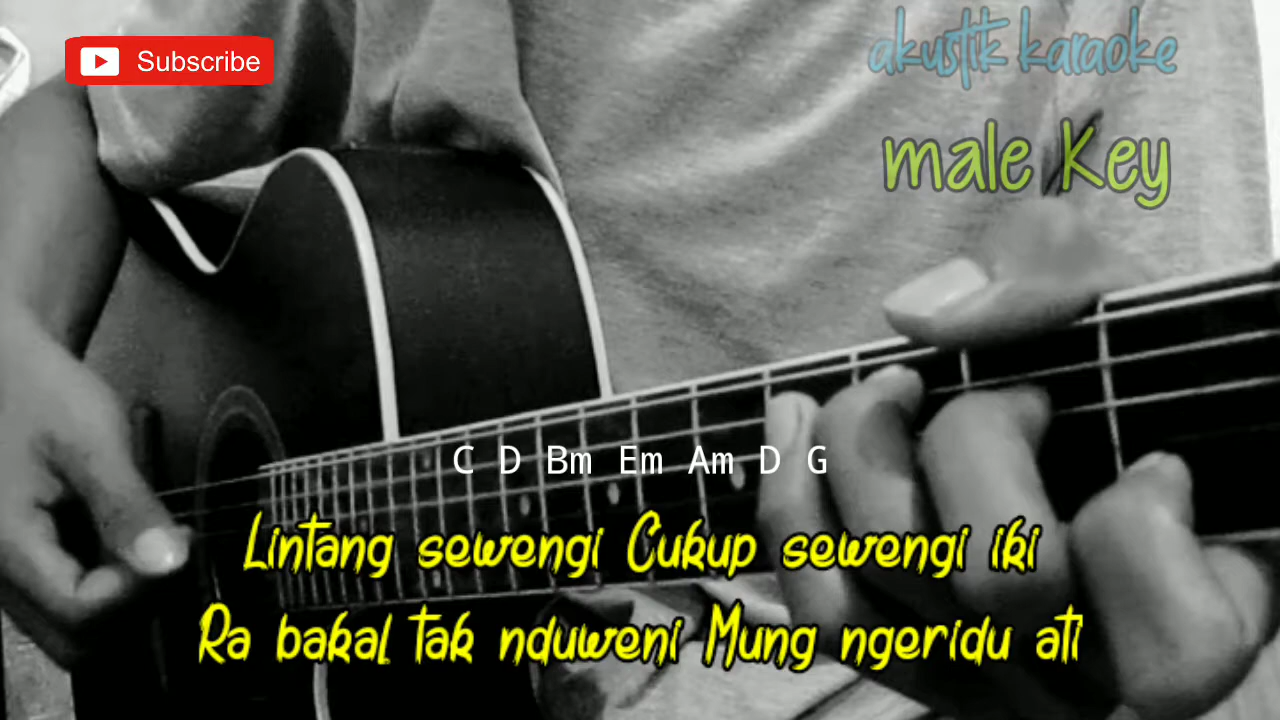 Subscribe
akustik karaoke
male Key
C D Bm Em Am D G
Lintang sewengi Cukup sewengi iki
Ra bakal tak nduweni Mung ngeridu ati